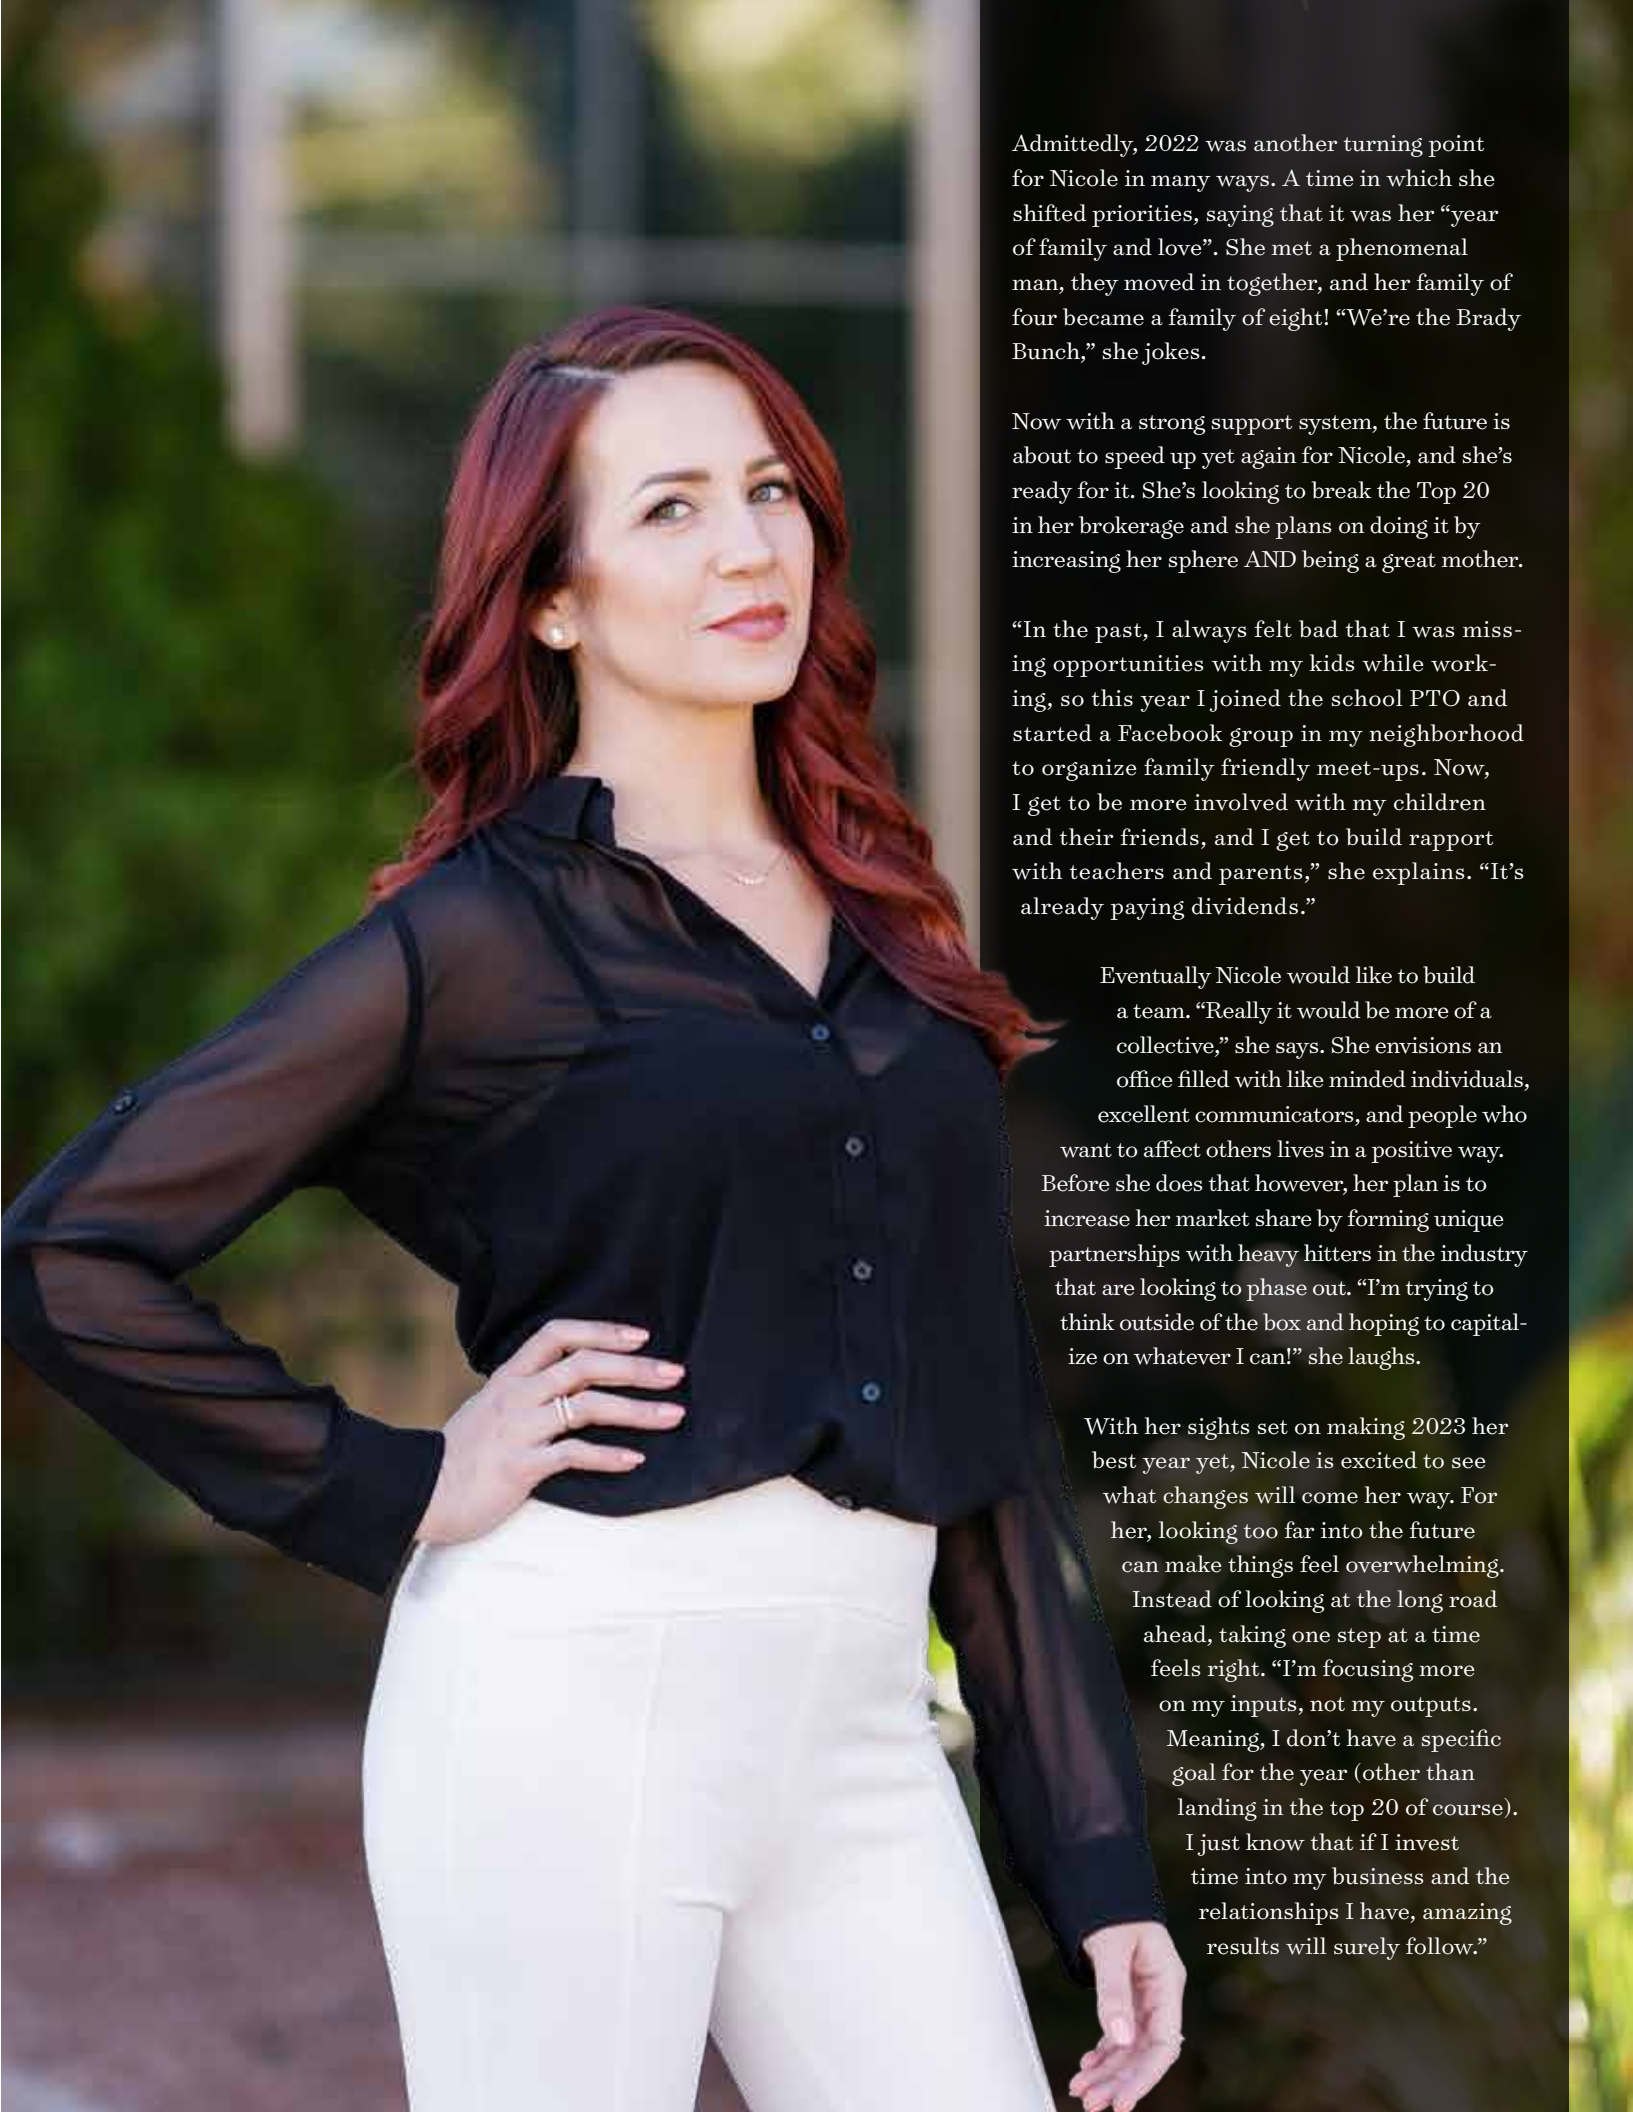 Admittedly, 2022 was another turning point
for Nicole in many ways. A time in which she
shifted priorities, saying that it was her “year
of family and love”. She met a phenomenal
man, they moved in together, and her family of
four became a family of eight! “We’re the Brady
Bunch,” she jokes.
Now with a strong support system, the future is
about to speed up yet again for Nicole, and she’s
ready for it. She’s looking to break the Top 20
in her brokerage and she plans on doing it by
increasing her sphere AND being a great mother.
“In the past, I always felt bad that I was miss-
ing opportunities with my kids while work-
ing, so this year I joined the school PTO and
started a Facebook group in my neighborhood
to organize family friendly meet-ups. Now,
I get to be more involved with my children
and their friends, and I get to build rapport
with teachers and parents,” she explains. “It’s
already paying dividends.”
Eventually Nicole would like to build
a team. “Really it would be more of a
collective,” she says. She envisions an
office filled with like minded individuals,
excellent communicators, and people who
want to affect others lives in a positive way.
Before she does that however, her plan is to
increase her market share by forming unique
partnerships with heavy hitters in the industry
that are looking to phase out. “I’m trying to
think outside of the box and hoping to capital-
ize on whatever I can!” she laughs.
With her sights set on making 2023 her
best year yet, Nicole is excited to see
what changes will come her way. For
her, looking too far into the future
can make things feel overwhelming.
Instead of looking at the long road
ahead, taking one step at a time
feels right. “I’m focusing more
on my inputs, not my outputs.
Meaning, I don’t have a specific
goal for the year (other than
landing in the top 20 of course).
I just know that if I invest
time into my business and the
relationships I have, amazing
results will surely follow.”